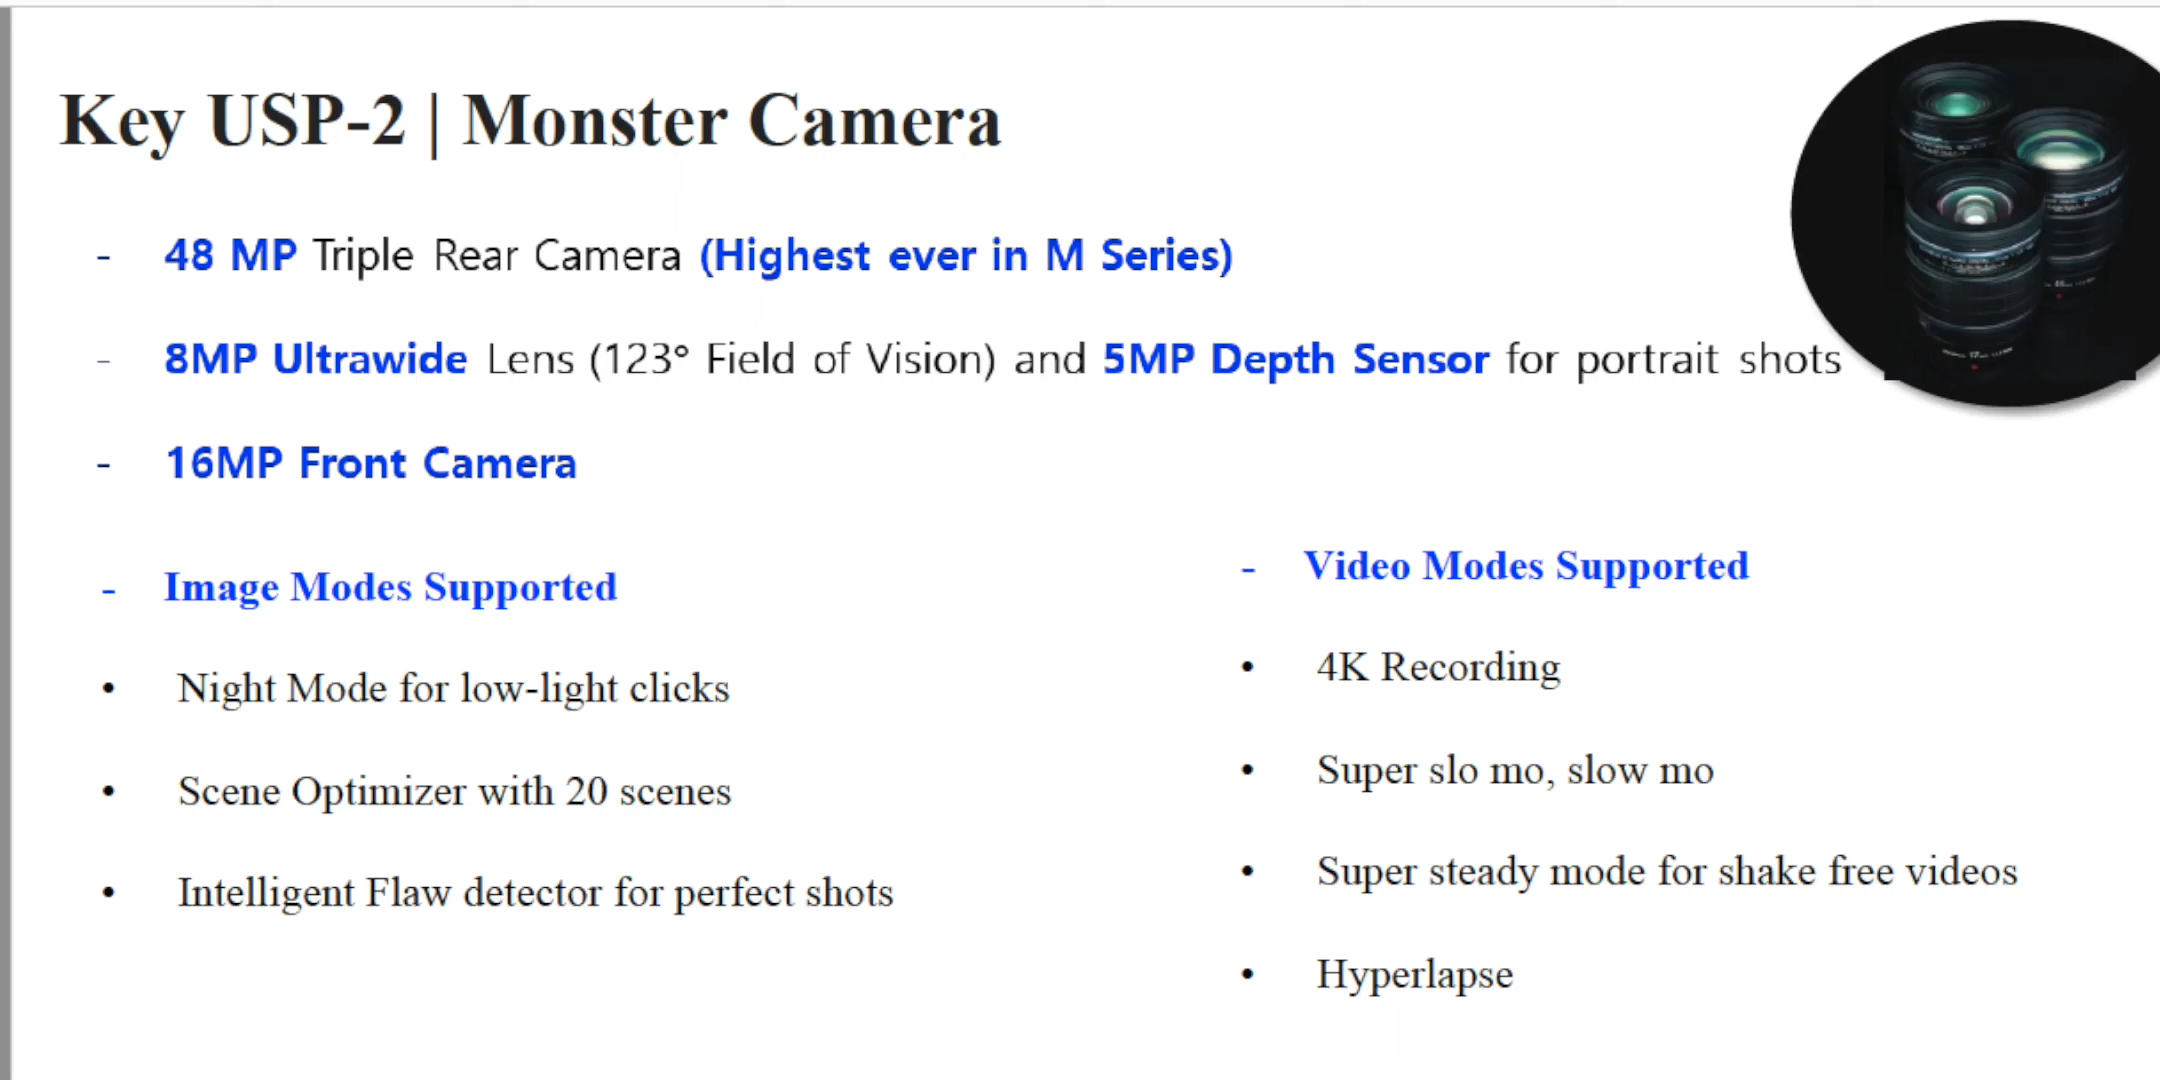 Key USP-2 | Monster Camera
- 48 MP Triple Rear Camera (Highest ever in M Series)
- 8MP Ultrawide Lens (123° Field of Vision) and 5MP Depth Sensor for portrait shots
- 16MP Front Camera
- Image Modes Supported
• Night Mode for low-light clicks
• Scene Optimizer with 20 scenes
• Intelligent Flaw detector for perfect shots
- Video Modes Supported
• 4K Recording
• Super slo mo, slow mo
• Super steady mode for shake free videos
• Hyperlapse